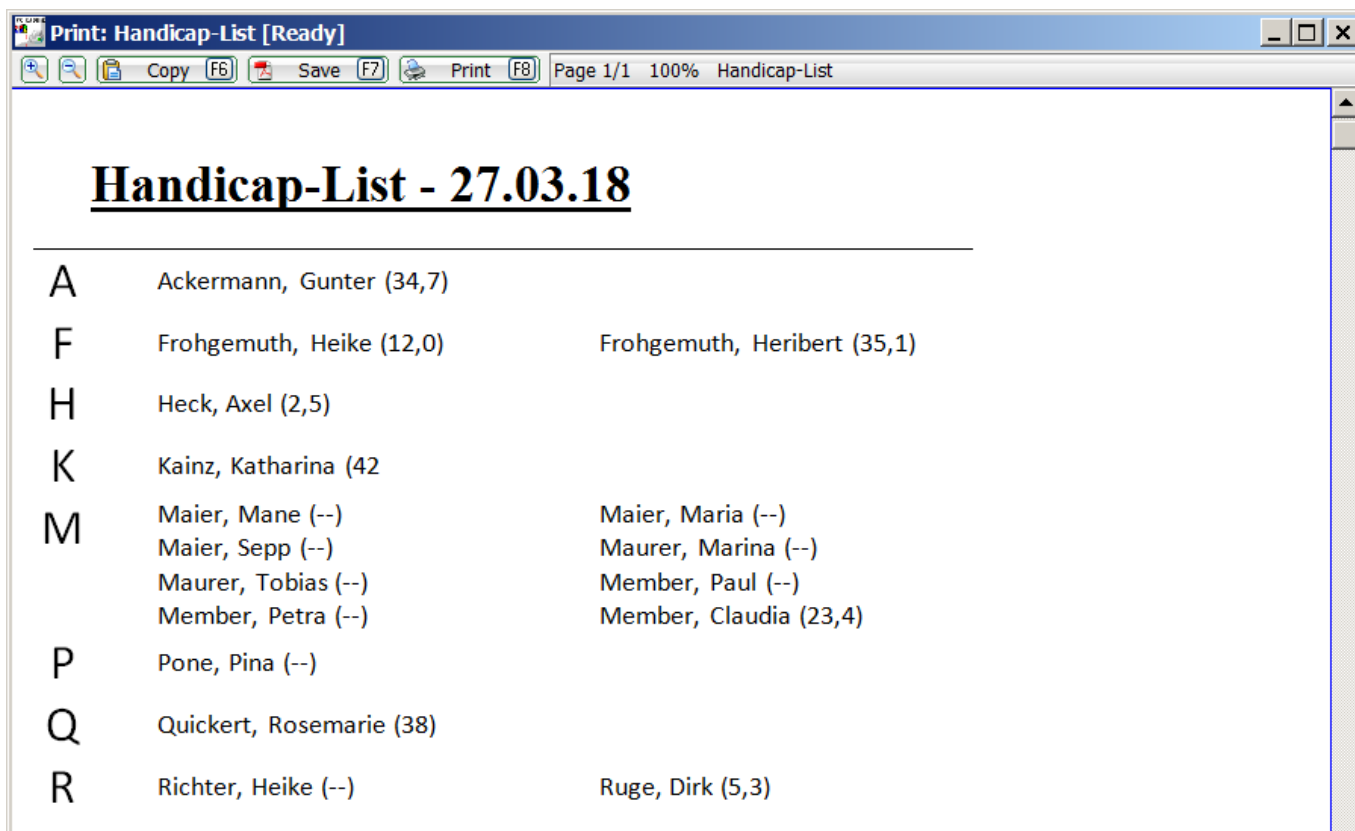 Print: Handicap-List [Ready]
Copy F6 Save F7 Print F8 Page 1/1 100% Handicap-List
Handicap-List - 27.03.18
A Ackermann, Gunter (34,7)
F Frohgemuth, Heike (12,0) Frohgemuth, Heribert (35,1)
H Heck, Axel (2,5)
K Kainz, Katharina (42
M Maier, Mane (--) Maier, Maria (--)
Maier, Sepp (--) Maurer, Marina (--)
Maurer, Tobias (--) Member, Paul (--)
Member, Petra (--) Member, Claudia (23,4)
P Pone, Pina (--)
Q Quickert, Rosemarie (38)
R Richter, Heike (--) Ruge, Dirk (5,3)